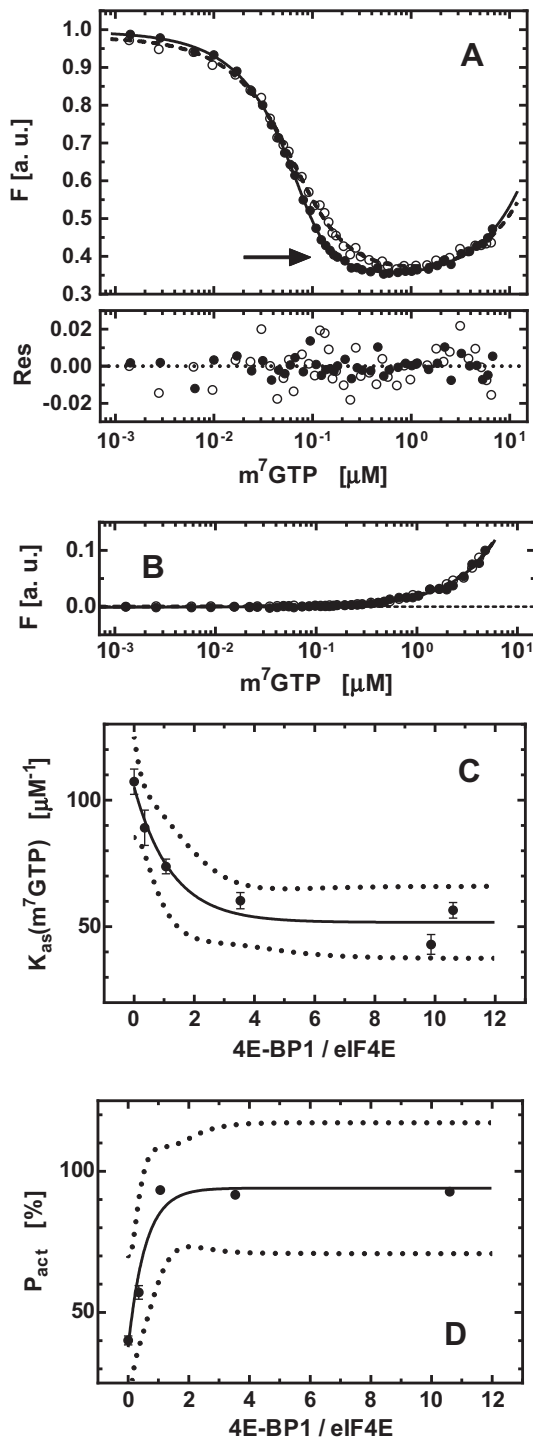 A
F [a. u.]
1.0
0.9
0.8
0.7
0.6
0.5
0.4
0.3
Res
0.02
0.00
-0.02
10⁻³ 10⁻² 10⁻¹ 10⁰ 10¹
m⁷GTP [µM]
B
F [a. u.]
0.1
0.0
10⁻³ 10⁻² 10⁻¹ 10⁰ 10¹
m⁷GTP [µM]
C
Kas(m⁷GTP) [µM⁻¹]
100
50
0 2 4 6 8 10 12
4E-BP1 / eIF4E
Pact [%]
100
50
D
0 2 4 6 8 10 12
4E-BP1 / eIF4E